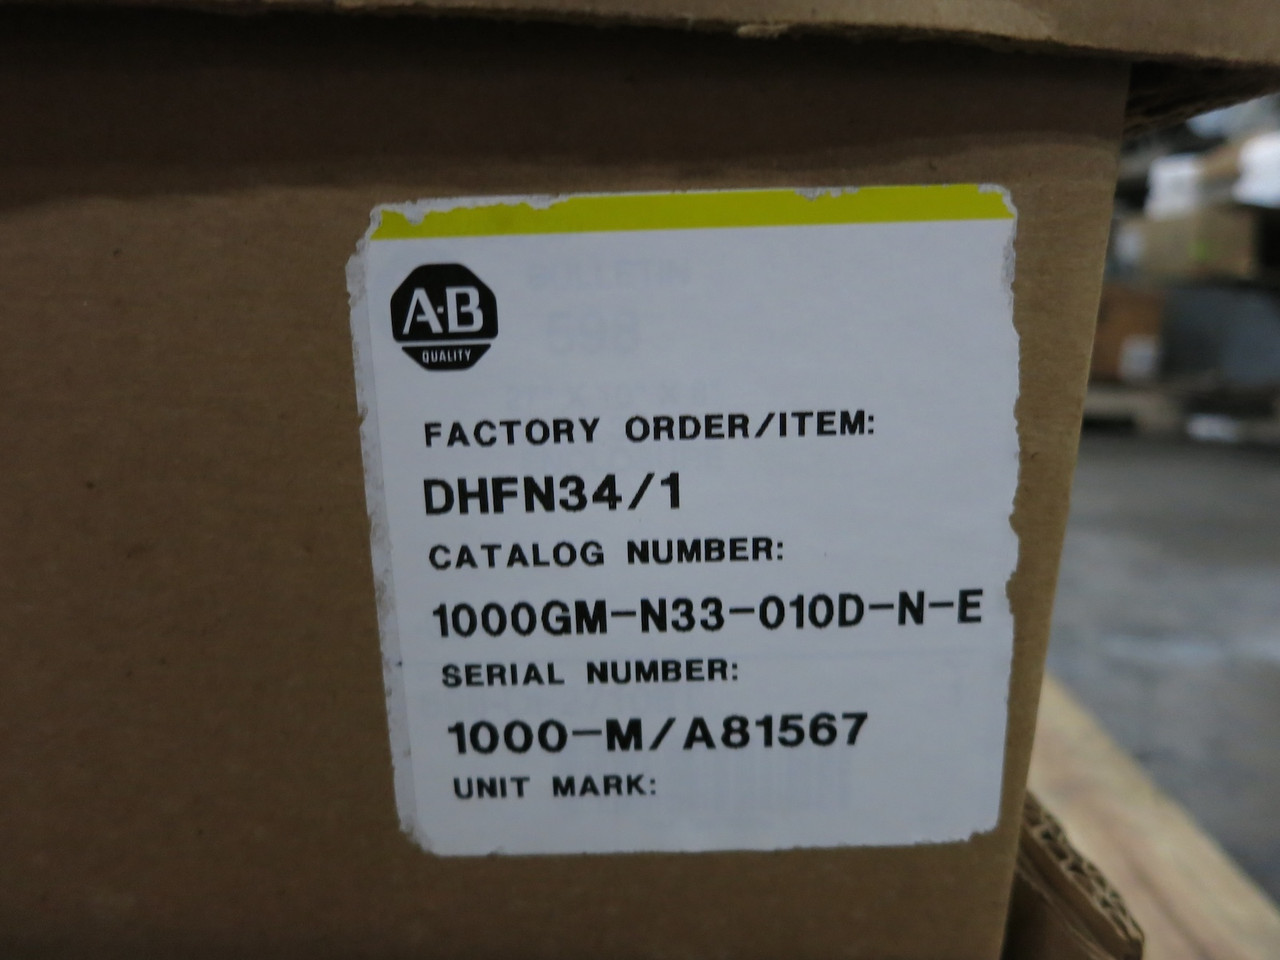 A-B
QUALITY
FACTORY ORDER/ITEM:
DHFN34/1
CATALOG NUMBER:
1000GM-N33-010D-N-E
SERIAL NUMBER:
1000-M/A81567
UNIT MARK: